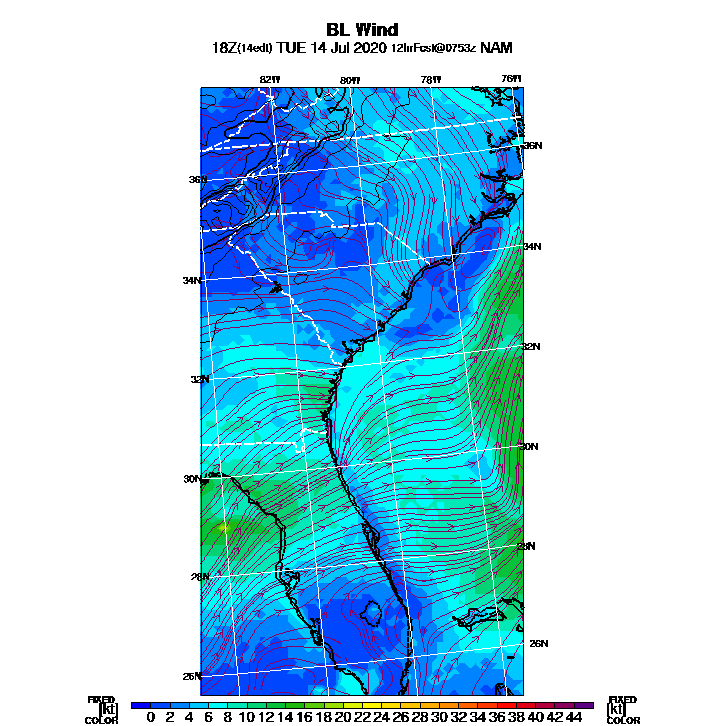 BL Wind
18Z(14edt) TUE 14 Jul 2020 12hrFcst@0753z NAM
82W 80W 78W 76W
36N
36N
34N
34N
32N
32N
30N
30N
28N
28N
26N
26N
FIXED FIXED
[kt] 0 2 4 6 8 10 12 14 16 18 20 22 24 26 28 30 32 34 36 38 40 42 44 [kt]
COLOR COLOR